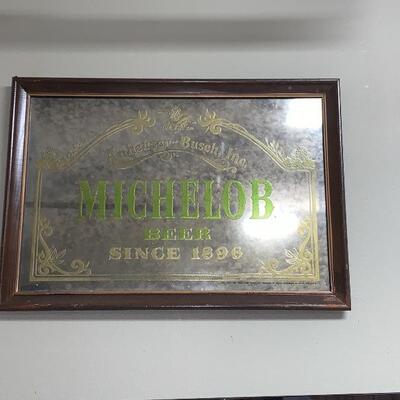 Anheuser-Busch, Inc.
MICHELOB
BEER
SINCE 1896